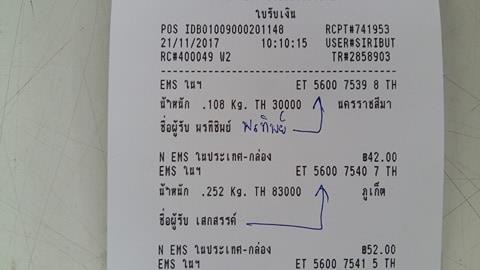 ใบรับเงิน
POS IDB01009000201148 RCPT#741953
21/11/2017 10:10:15 USER#SIRIBUT
RC#400049 W2 TR#2858903
EMS ในฯ ET 5600 7539 8 TH
น้ำหนัก .108 Kg. TH 30000 นครราชสีมา
ชื่อผู้รับ พรทิชิพย์ พรทิพย์
N EMS ในประเทศ-กล่อง ฿42.00
EMS ในฯ ET 5600 7540 7 TH
น้ำหนัก .252 Kg. TH 83000 ภูเก็ต
ชื่อผู้รับ เสกสรรค์
N EMS ในประเทศ-กล่อง ฿52.00
EMS ในฯ ET 5600 7541 5 TH